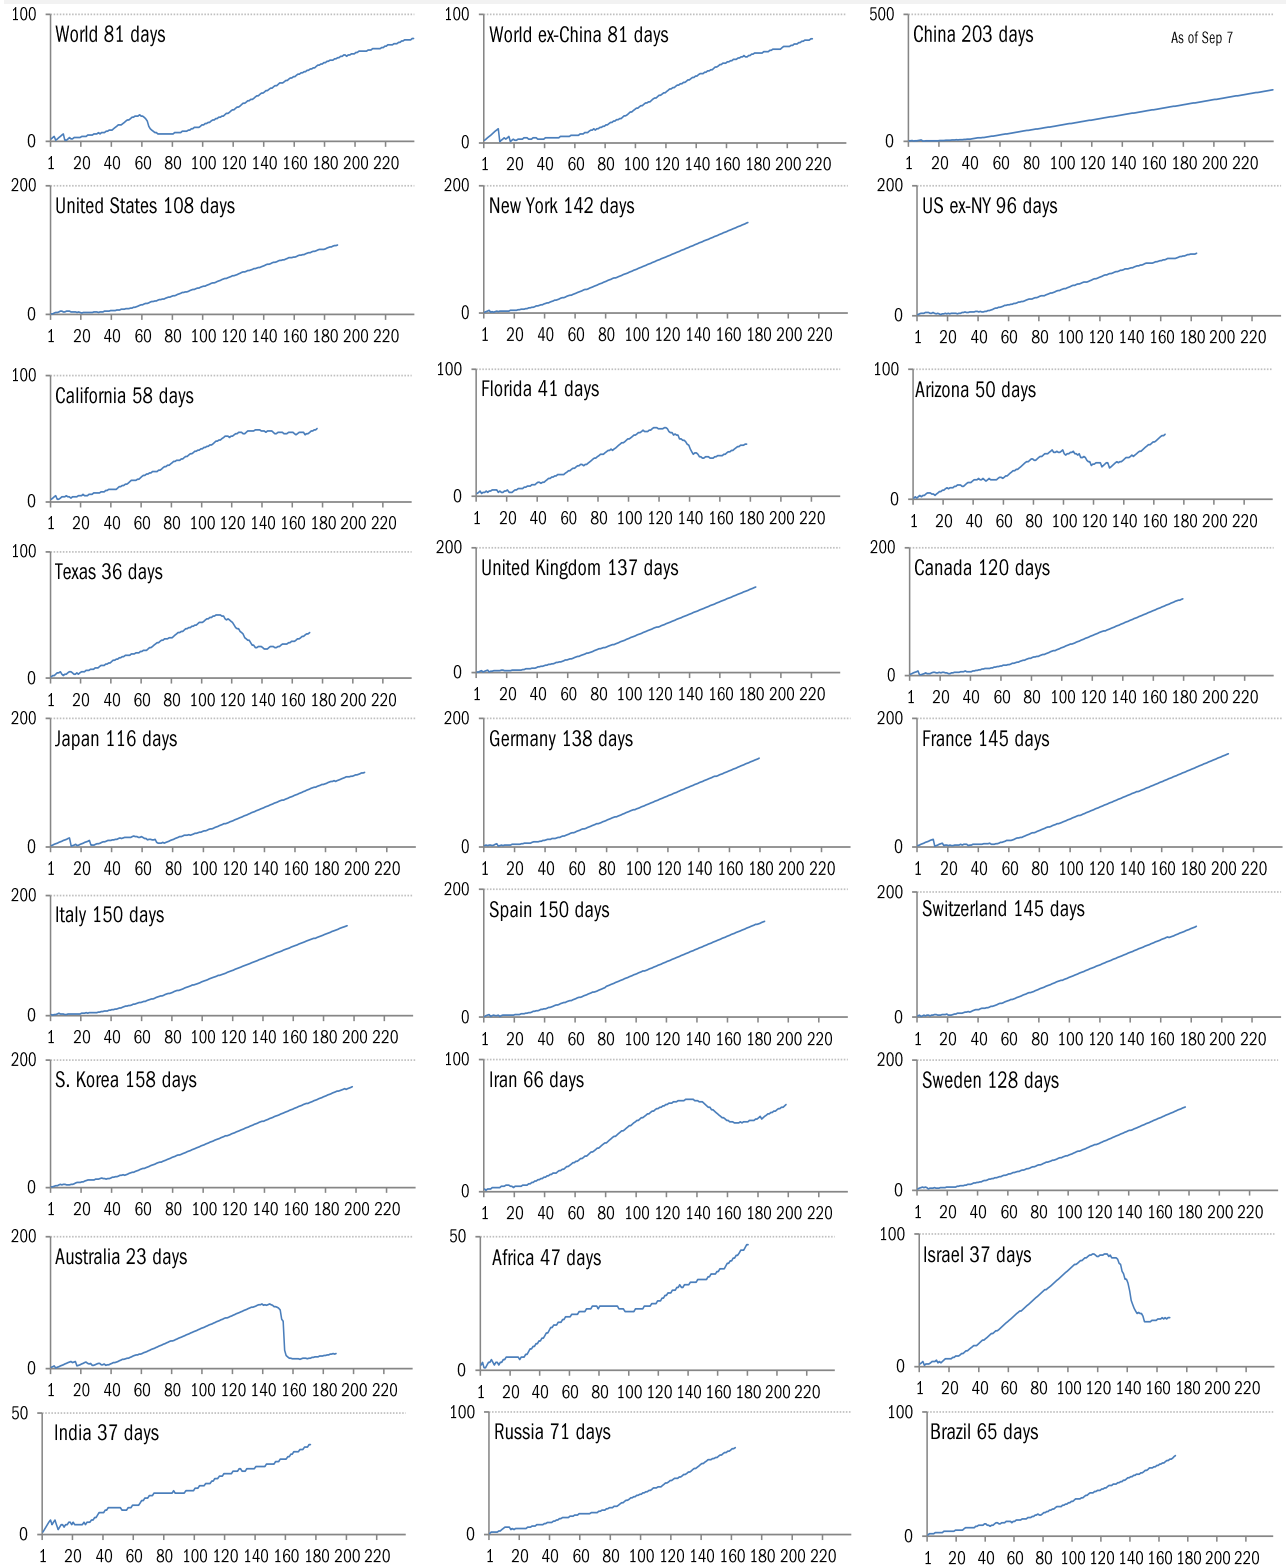 100
World 81 days
0
1 20 40 60 80 100 120 140 160 180 200 220
100
World ex-China 81 days
0
1 20 40 60 80 100 120 140 160 180 200 220
500
China 203 days
As of Sep 7
0
1 20 40 60 80 100 120 140 160 180 200 220
200
United States 108 days
0
1 20 40 60 80 100 120 140 160 180 200 220
200
New York 142 days
0
1 20 40 60 80 100 120 140 160 180 200 220
200
US ex-NY 96 days
0
1 20 40 60 80 100 120 140 160 180 200 220
100
California 58 days
0
1 20 40 60 80 100 120 140 160 180 200 220
100
Florida 41 days
0
1 20 40 60 80 100 120 140 160 180 200 220
100
Arizona 50 days
0
1 20 40 60 80 100 120 140 160 180 200 220
100
Texas 36 days
0
1 20 40 60 80 100 120 140 160 180 200 220
200
United Kingdom 137 days
0
1 20 40 60 80 100 120 140 160 180 200 220
200
Canada 120 days
0
1 20 40 60 80 100 120 140 160 180 200 220
200
Japan 116 days
0
1 20 40 60 80 100 120 140 160 180 200 220
200
Germany 138 days
0
1 20 40 60 80 100 120 140 160 180 200 220
200
France 145 days
0
1 20 40 60 80 100 120 140 160 180 200 220
200
Italy 150 days
0
1 20 40 60 80 100 120 140 160 180 200 220
200
Spain 150 days
0
1 20 40 60 80 100 120 140 160 180 200 220
200
Switzerland 145 days
0
1 20 40 60 80 100 120 140 160 180 200 220
200
S. Korea 158 days
0
1 20 40 60 80 100 120 140 160 180 200 220
100
Iran 66 days
0
1 20 40 60 80 100 120 140 160 180 200 220
200
Sweden 128 days
0
1 20 40 60 80 100 120 140 160 180 200 220
200
Australia 23 days
0
1 20 40 60 80 100 120 140 160 180 200 220
50
Africa 47 days
0
1 20 40 60 80 100 120 140 160 180 200 220
100
Israel 37 days
0
1 20 40 60 80 100 120 140 160 180 200 220
50
India 37 days
0
1 20 40 60 80 100 120 140 160 180 200 220
100
Russia 71 days
0
1 20 40 60 80 100 120 140 160 180 200 220
100
Brazil 65 days
0
1 20 40 60 80 100 120 140 160 180 200 220